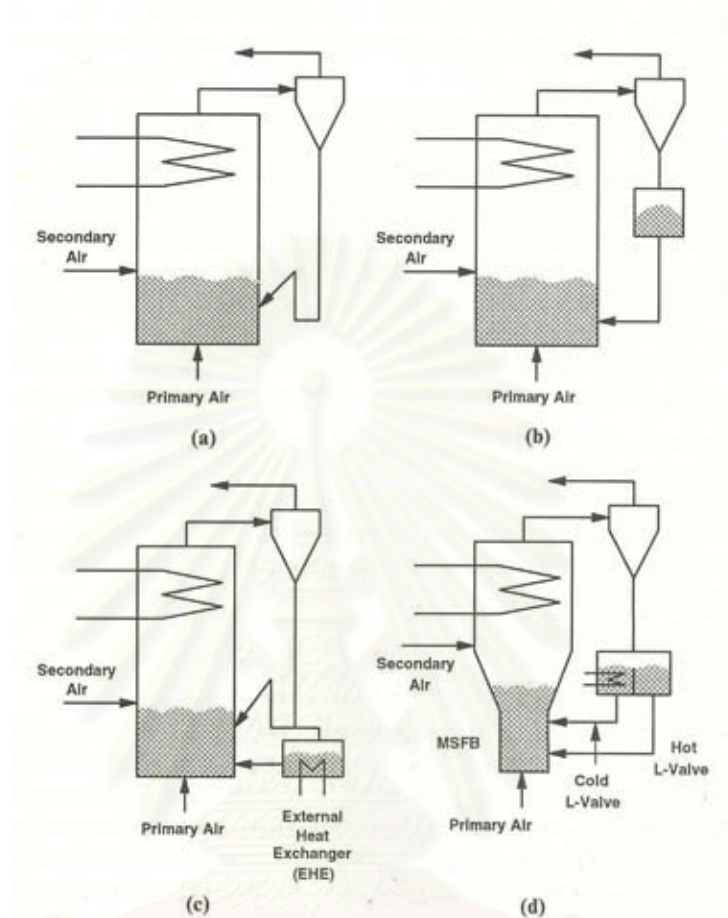 Secondary
Air
Primary Air
(a)
Secondary
Air
Primary Air
(b)
Secondary
Air
Primary Air
External
Heat
Exchanger
(EHE)
(c)
Secondary
Air
MSFB
Primary Air
Cold
L-Valve
Hot
L-Valve
(d)